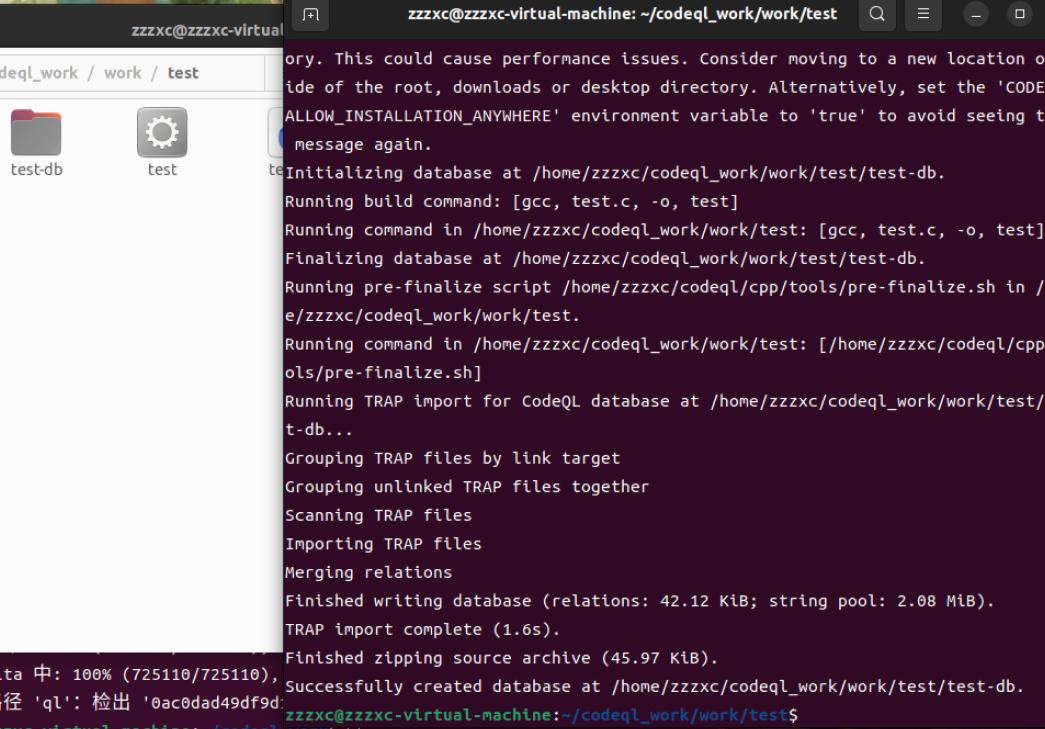 zzzxc@zzzxc-virtual-machine: ~/codeql_work/work/test
zzzxc@zzzxc-virtual
deql_work / work / test
test-db
test
te
ory. This could cause performance issues. Consider moving to a new location o
ide of the root, downloads or desktop directory. Alternatively, set the 'CODE
ALLOW_INSTALLATION_ANYWHERE' environment variable to 'true' to avoid seeing t
message again.
Initializing database at /home/zzzxc/codeql_work/work/test/test-db.
Running build command: [gcc, test.c, -o, test]
Running command in /home/zzzxc/codeql_work/work/test: [gcc, test.c, -o, test]
Finalizing database at /home/zzzxc/codeql_work/work/test/test-db.
Running pre-finalize script /home/zzzxc/codeql/cpp/tools/pre-finalize.sh in /
e/zzzxc/codeql_work/work/test.
Running command in /home/zzzxc/codeql_work/work/test: [/home/zzzxc/codeql/cpp
ols/pre-finalize.sh]
Running TRAP import for CodeQL database at /home/zzzxc/codeql_work/work/test/
t-db...
Grouping TRAP files by link target
Grouping unlinked TRAP files together
Scanning TRAP files
Importing TRAP files
Merging relations
Finished writing database (relations: 42.12 KiB; string pool: 2.08 MiB).
TRAP import complete (1.6s).
Finished zipping source archive (45.97 KiB).
Successfully created database at /home/zzzxc/codeql_work/work/test/test-db.
zzzxc@zzzxc-virtual-machine:~/codeql_work/work/test$
lta 中: 100% (725110/725110),
径 'ql'：检出 '0ac0dad49df9d